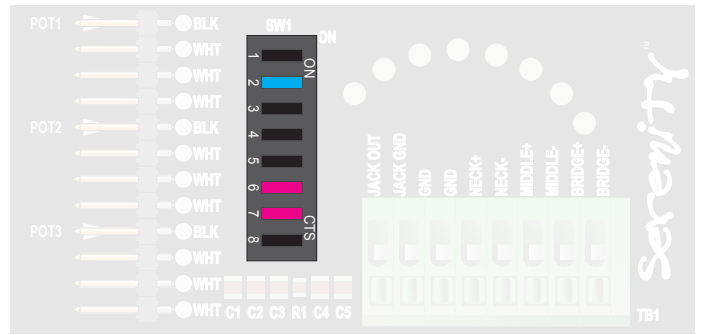 POT1
BLK
WHT
WHT
WHT
POT2
BLK
WHT
WHT
WHT
POT3
BLK
WHT
WHT
WHT
SW1
ON
ON
1
2
3
4
5
6
7
8
CTS
C1 C2 C3 R1 C4 C5
JACK OUT
JACK GND
GND
GND
NECK+
NECK-
MIDDLE+
MIDDLE-
BRIDGE+
BRIDGE-
TB1
Serenity